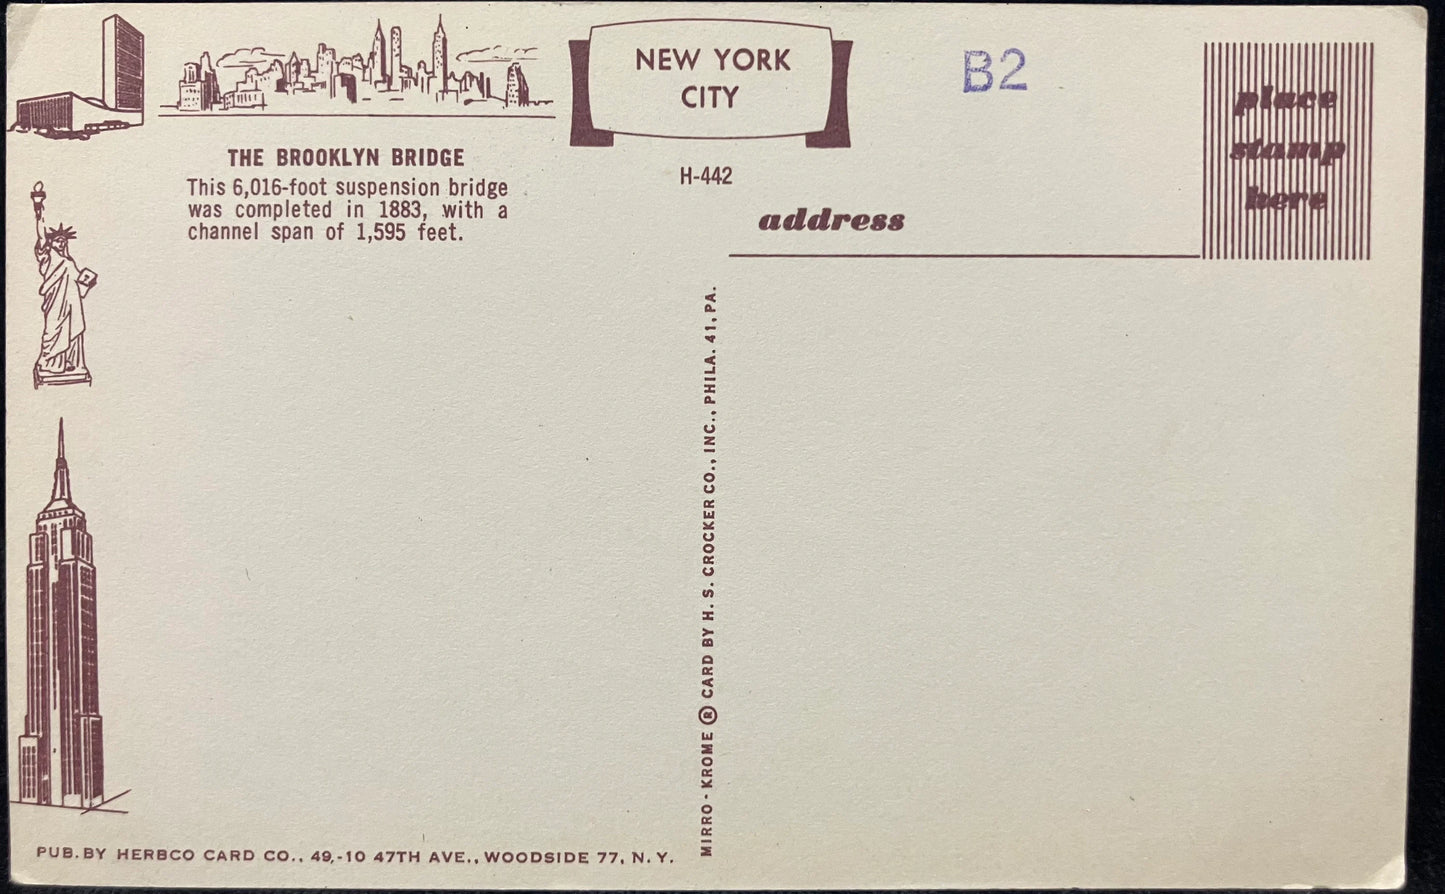 NEW YORK
CITY
B2
place
stamp
here
THE BROOKLYN BRIDGE
This 6,016-foot suspension bridge
was completed in 1883, with a
channel span of 1,595 feet.
H-442
address
MIRRO-KROME ® CARD BY H. S. CROCKER CO., INC., PHILA. 41, PA.
PUB. BY HERBCO CARD CO., 49,-10 47TH AVE., WOODSIDE 77, N. Y.